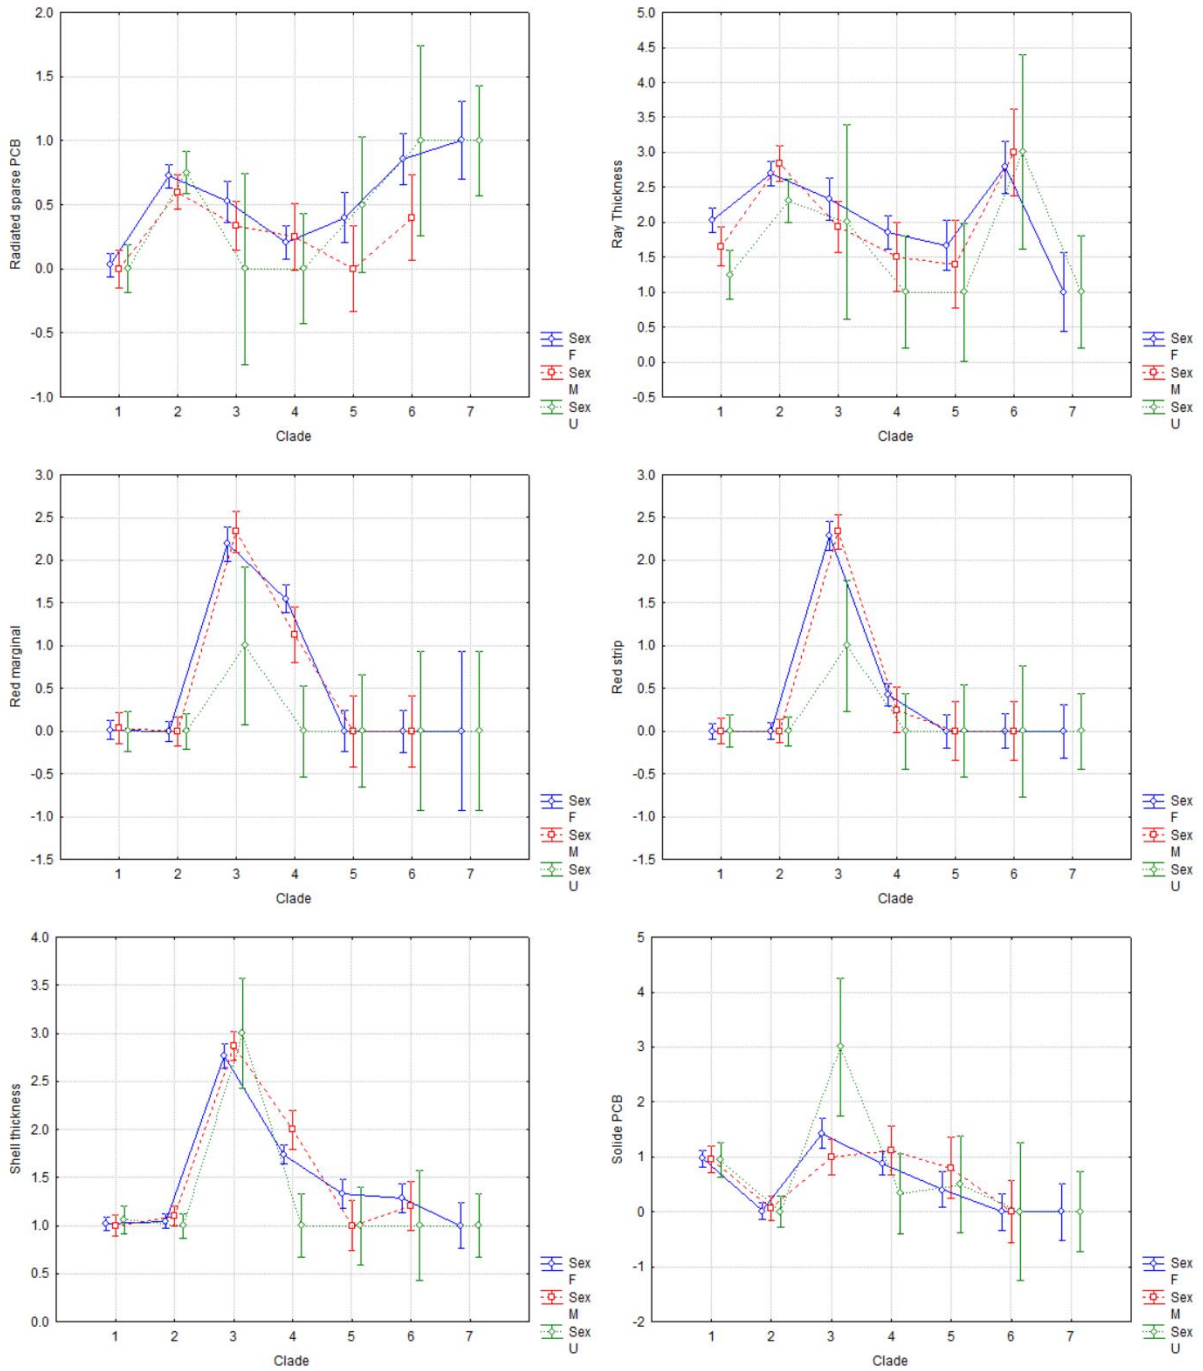 2.0
1.5
1.0
0.5
0.0
-0.5
-1.0
Radiated sparse PCB
1 2 3 4 5 6 7
Clade
Sex
F
Sex
M
Sex
U
5.0
4.5
4.0
3.5
3.0
2.5
2.0
1.5
1.0
0.5
0.0
-0.5
Ray Thickness
1 2 3 4 5 6 7
Clade
Sex
F
Sex
M
Sex
U
3.0
2.5
2.0
1.5
1.0
0.5
0.0
-0.5
-1.0
-1.5
Red marginal
1 2 3 4 5 6 7
Clade
Sex
F
Sex
M
Sex
U
3.0
2.5
2.0
1.5
1.0
0.5
0.0
-0.5
-1.0
-1.5
Red strip
1 2 3 4 5 6 7
Clade
Sex
F
Sex
M
Sex
U
4.0
3.5
3.0
2.5
2.0
1.5
1.0
0.5
0.0
Shell thickness
1 2 3 4 5 6 7
Clade
Sex
F
Sex
M
Sex
U
5
4
3
2
1
0
-1
-2
Solide PCB
1 2 3 4 5 6 7
Clade
Sex
F
Sex
M
Sex
U